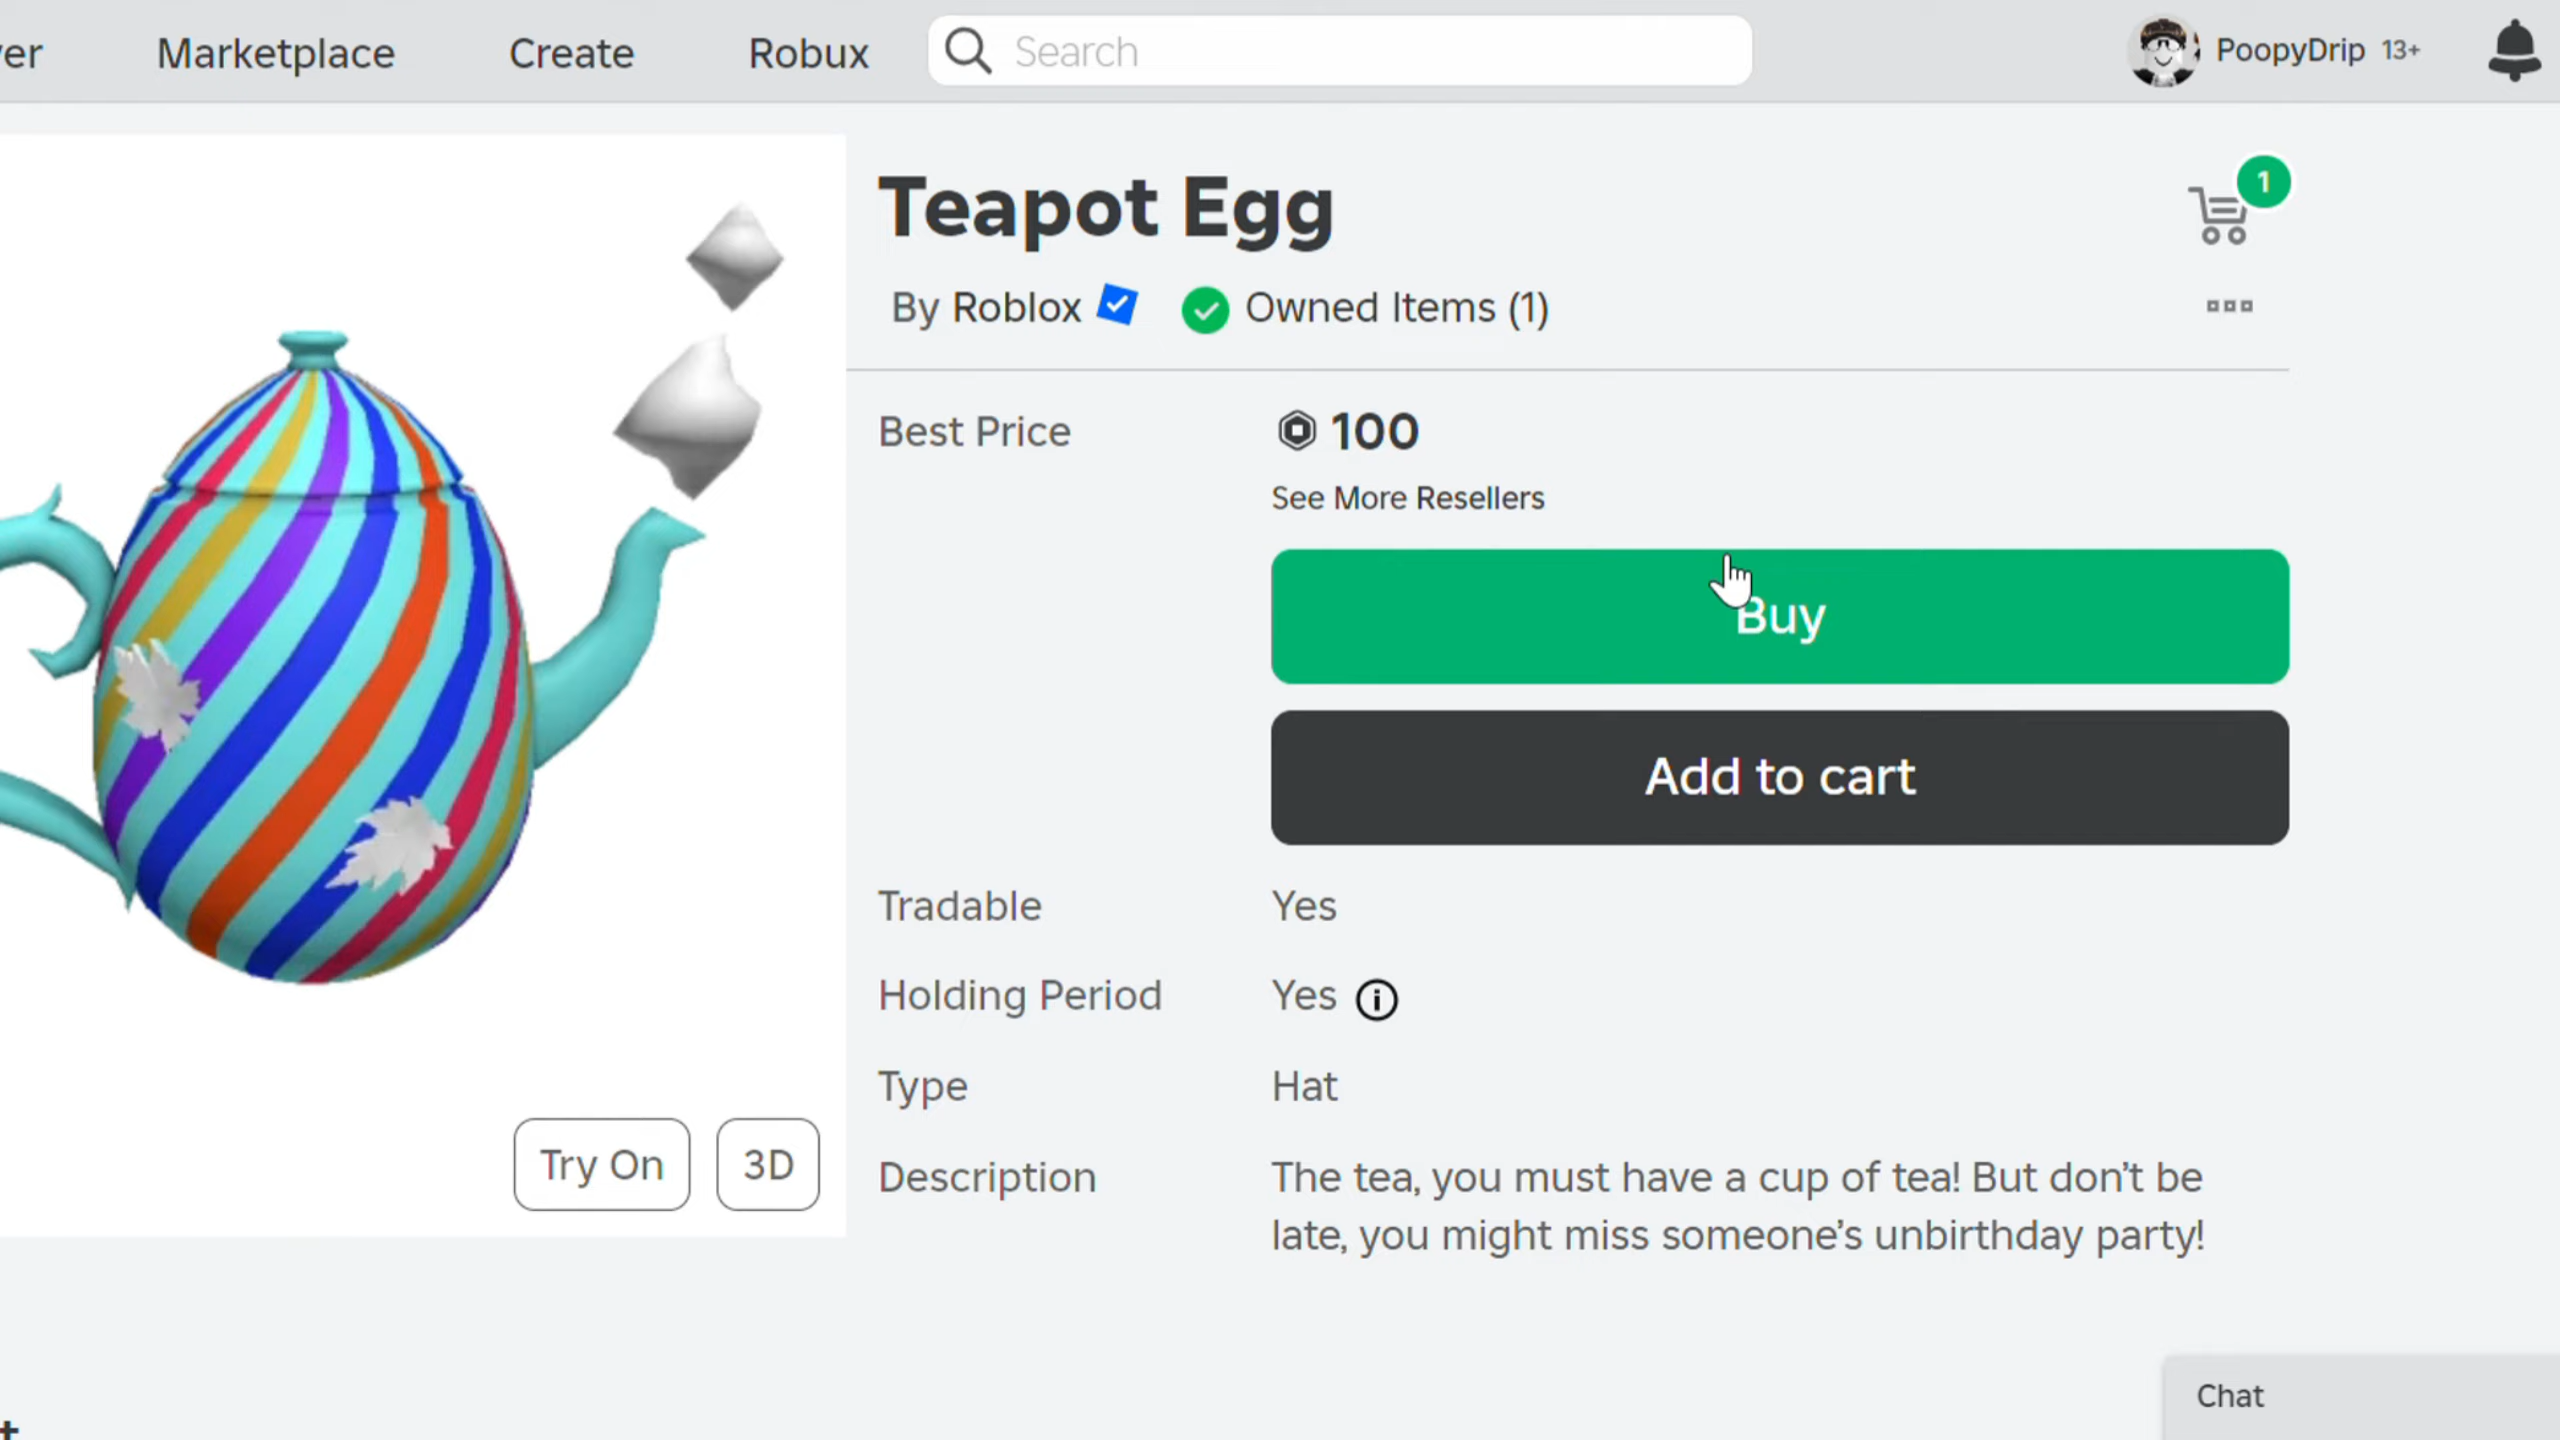 er
Marketplace
Create
Robux
Search
PoopyDrip 13+
Teapot Egg
1
By Roblox
Owned Items (1)
Best Price
100
See More Resellers
Buy
Add to cart
Tradable
Yes
Holding Period
Yes
Type
Hat
Try On
3D
Description
The tea, you must have a cup of tea! But don't be
late, you might miss someone's unbirthday party!
Chat